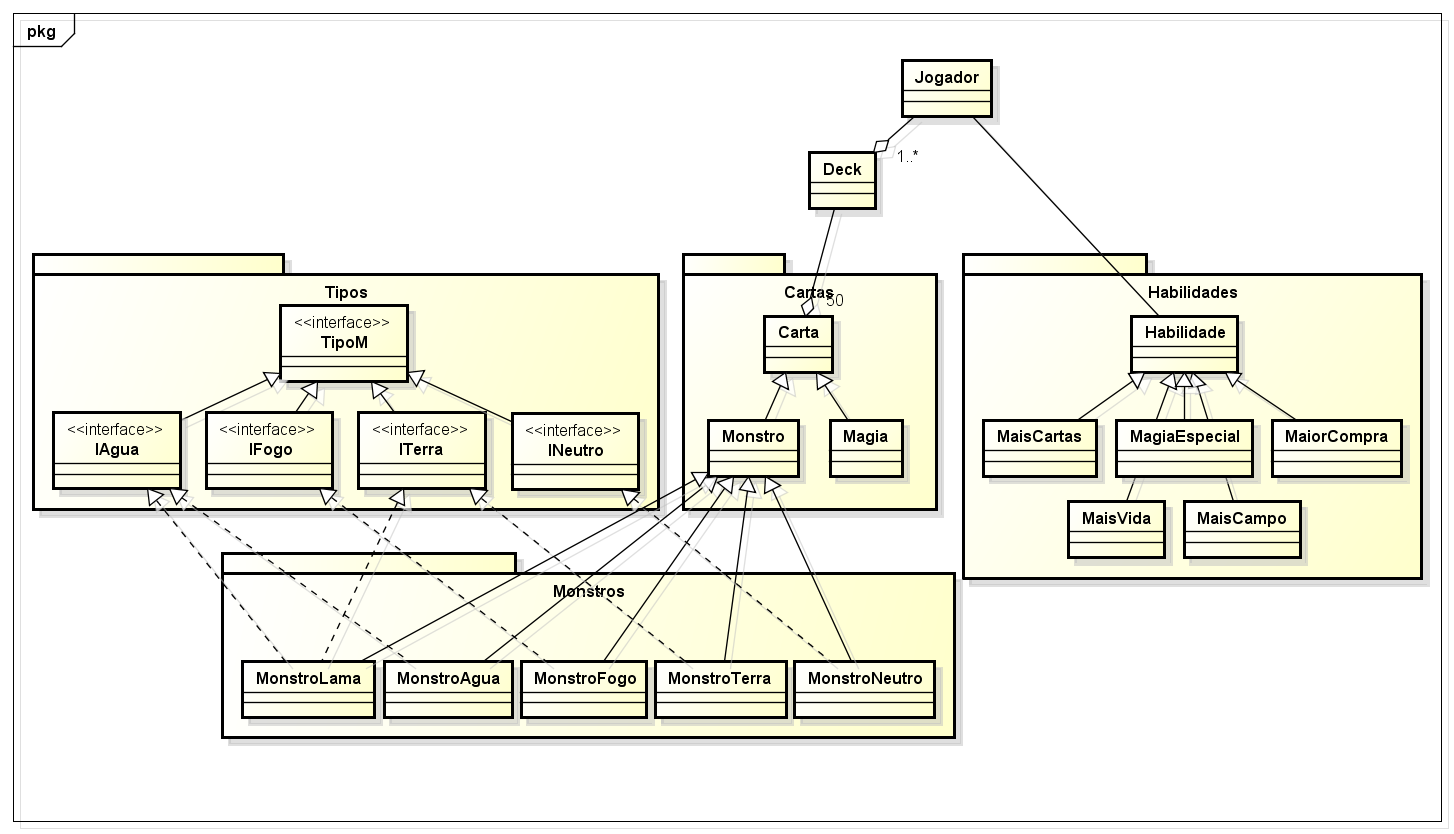 pkg
Jogador
1..*
Deck
Tipos
Cartas
Habilidades
50
<<interface>>
TipoM
Carta
Habilidade
<<interface>>
IAgua
<<interface>>
IFogo
<<interface>>
ITerra
<<interface>>
INeutro
Monstro
Magia
MaisCartas
MagiaEspecial
MaiorCompra
MaisVida
MaisCampo
Monstros
MonstroLama
MonstroAgua
MonstroFogo
MonstroTerra
MonstroNeutro